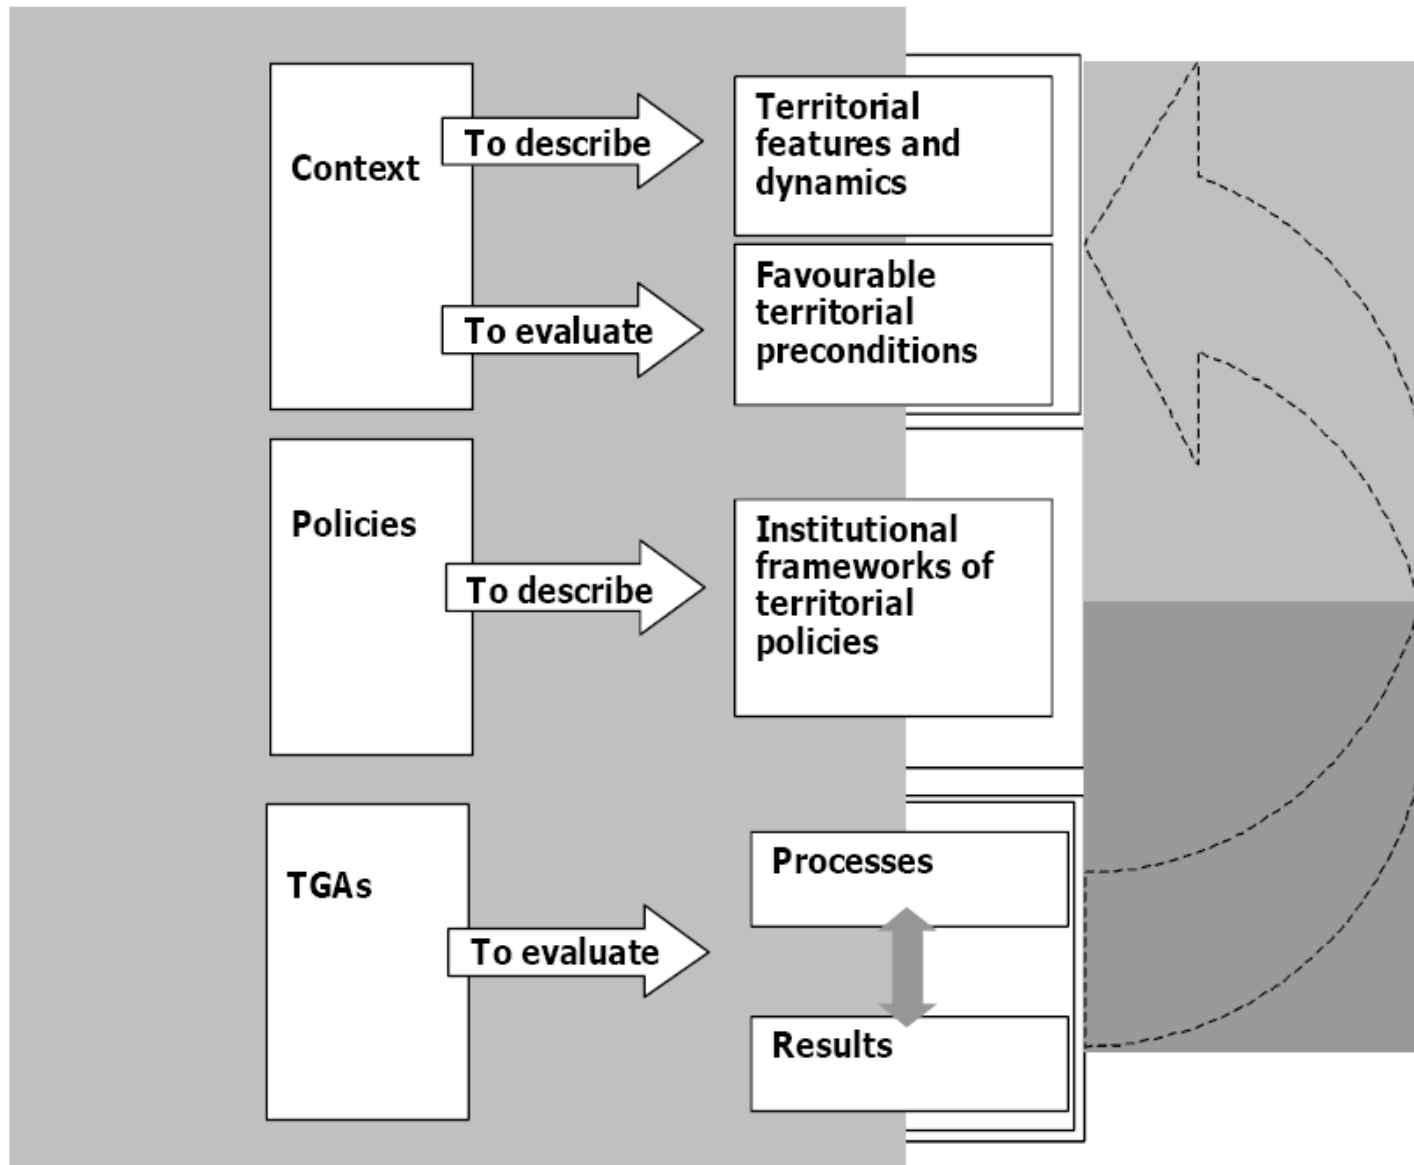 Context
To describe
Territorial
features and
dynamics
To evaluate
Favourable
territorial
preconditions
Policies
To describe
Institutional
frameworks of
territorial
policies
TGAs
To evaluate
Processes
Results